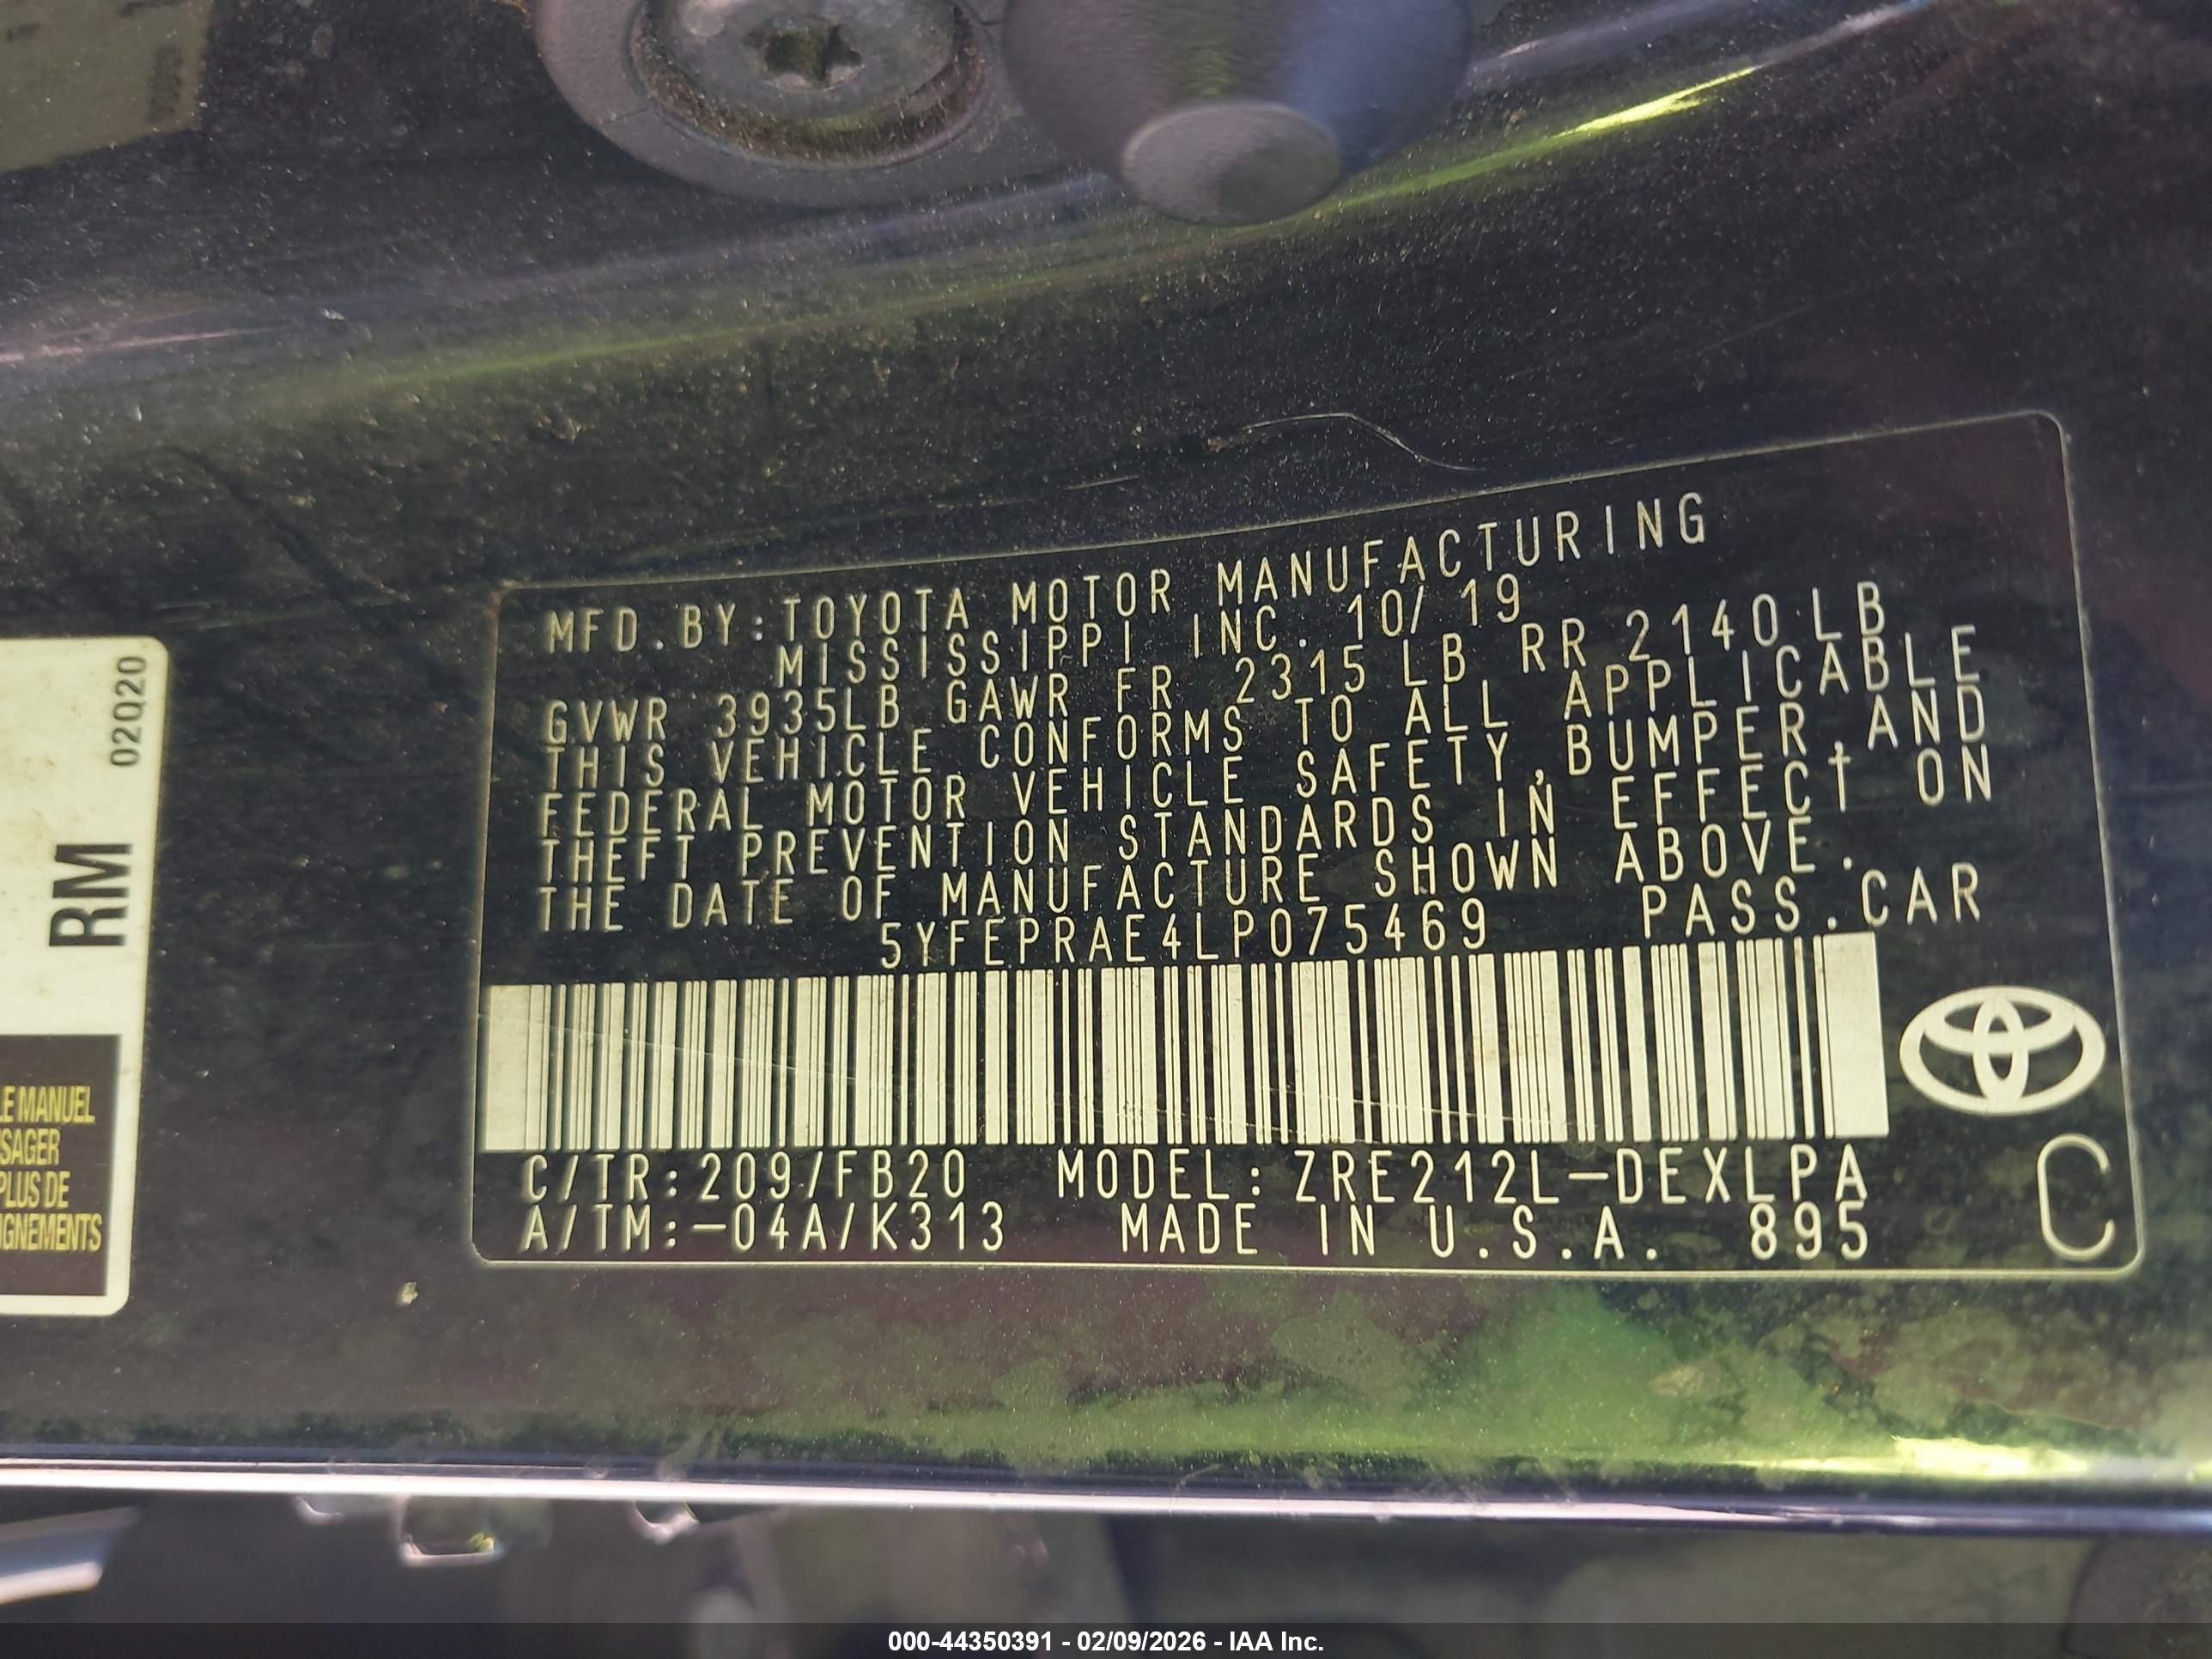 MFD.BY:TOYOTA MOTOR MANUFACTURING
MISSISSIPPI INC. 10/ 19
GVWR 3935LB GAWR FR 2315 LB RR 2140 LB
THIS VEHICLE CONFORMS TO ALL APPLICABLE
FEDERAL MOTOR VEHICLE SAFETY,BUMPER,AND
THEFT PREVENTION STANDARDS IN EFFECT ON
THE DATE OF MANUFACTURE SHOWN ABOVE.
5YFEPRAE4LP075469 PASS.CAR
C/TR:209/FB20 MODEL:ZRE212L-DEXLPA
A/TM:-04A/K313 MADE IN U.S.A. 895
C
02Q20
RM
LE MANUEL
PLUS DE
000-44350391 - 02/09/2026 - IAA Inc.